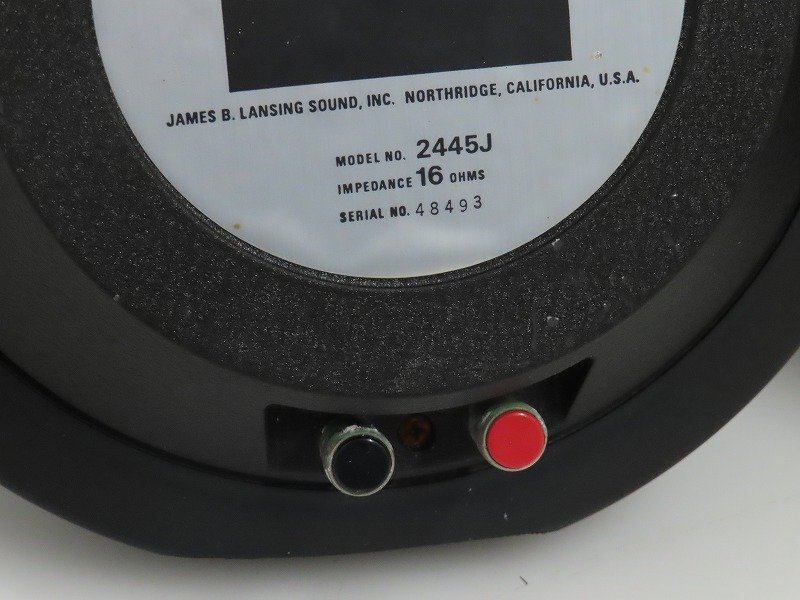 JAMES B. LANSING SOUND, INC. NORTHRIDGE, CALIFORNIA, U.S.A.
MODEL NO. 2445J
IMPEDANCE 16 OHMS
SERIAL NO. 48493